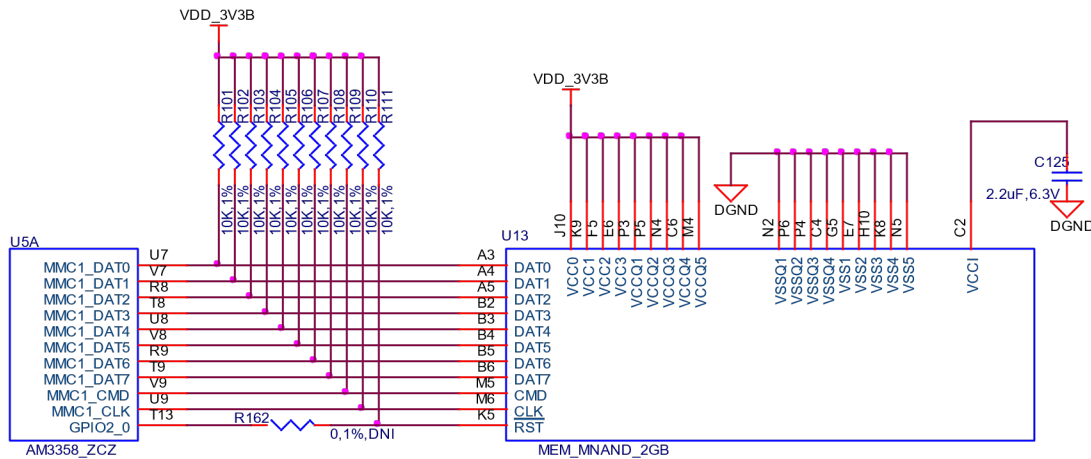 VDD_3V3B
R101
R102
R103
R104
R105
R106
R107
R108
R109
R110
R111
10K,1%
10K,1%
10K,1%
10K,1%
10K,1%
10K,1%
10K,1%
10K,1%
10K,1%
10K,1%
10K,1%
VDD_3V3B
DGND
C125
2.2uF,6.3V
DGND
U5A
MMC1_DAT0 U7
MMC1_DAT1 V7
MMC1_DAT2 R8
MMC1_DAT3 T8
MMC1_DAT4 U8
MMC1_DAT5 V8
MMC1_DAT6 R9
MMC1_DAT7 T9
MMC1_CMD V9
MMC1_CLK U9
GPIO2_0 T13
AM3358_ZCZ
R162
0,1%,DNI
U13
A3 DAT0
A4 DAT1
A5 DAT2
B2 DAT3
B3 DAT4
B4 DAT5
B5 DAT6
B6 DAT7
M5 CMD
M6 CLK
K5 RST
J10 VCC0
K9 VCC1
F5 VCC2
E6 VCC3
P3 VCCQ1
P5 VCCQ2
N4 VCCQ3
C6 VCCQ4
M4 VCCQ5
N2 VSSQ1
P6 VSSQ2
P4 VSSQ3
C4 VSSQ4
G5 VSS1
E7 VSS2
H10 VSS3
K8 VSS4
N5 VSS5
C2 VCCI
MEM_MNAND_2GB